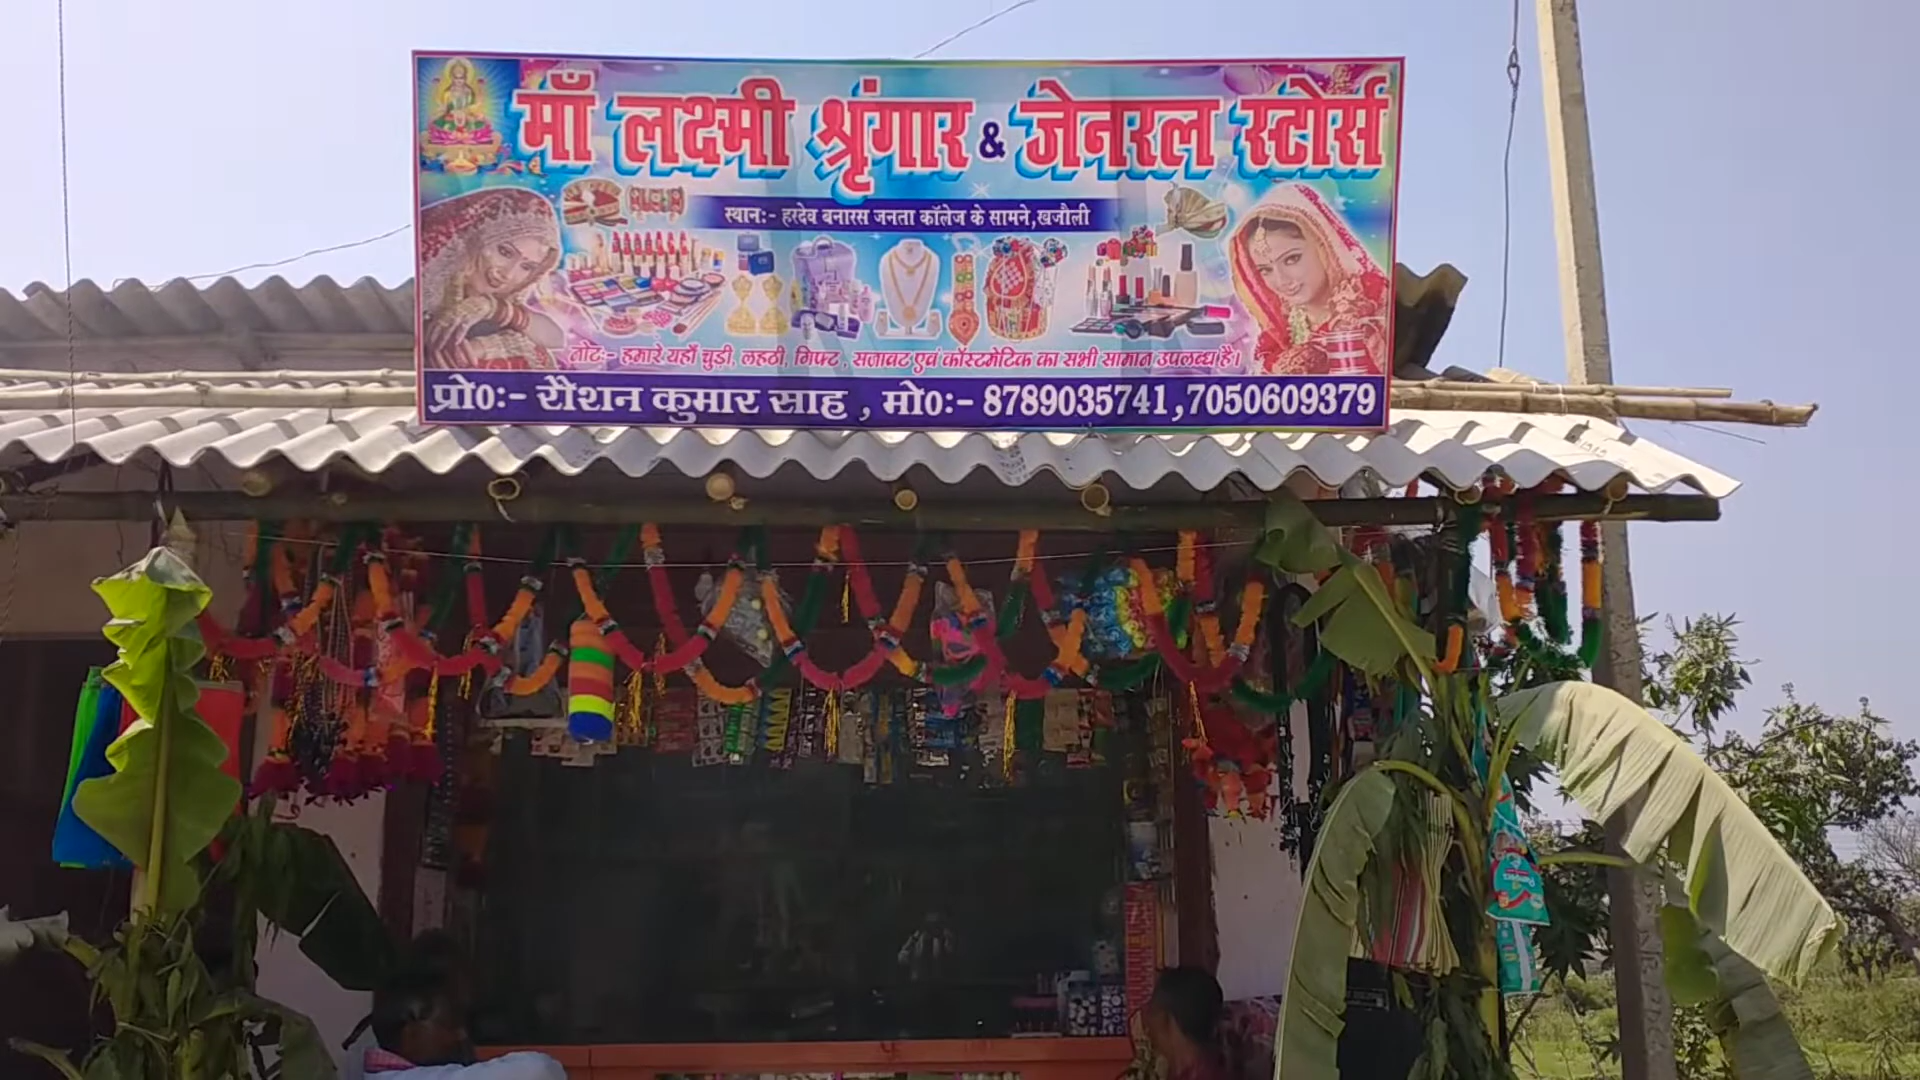 माँ लक्ष्मी श्रृंगार & जेनरल स्टोर्स
स्थान:- हरदेव बनारस जनता कॉलेज के सामने,खजौली
नोट:- हमारे यहाँ चुड़ी, लहठी, गिफ्ट , सजावट एवं कॉस्टमेटिक का सभी सामान उपलब्ध है।
प्रो०:- रौशन कुमार साह , मो०:- 8789035741,7050609379